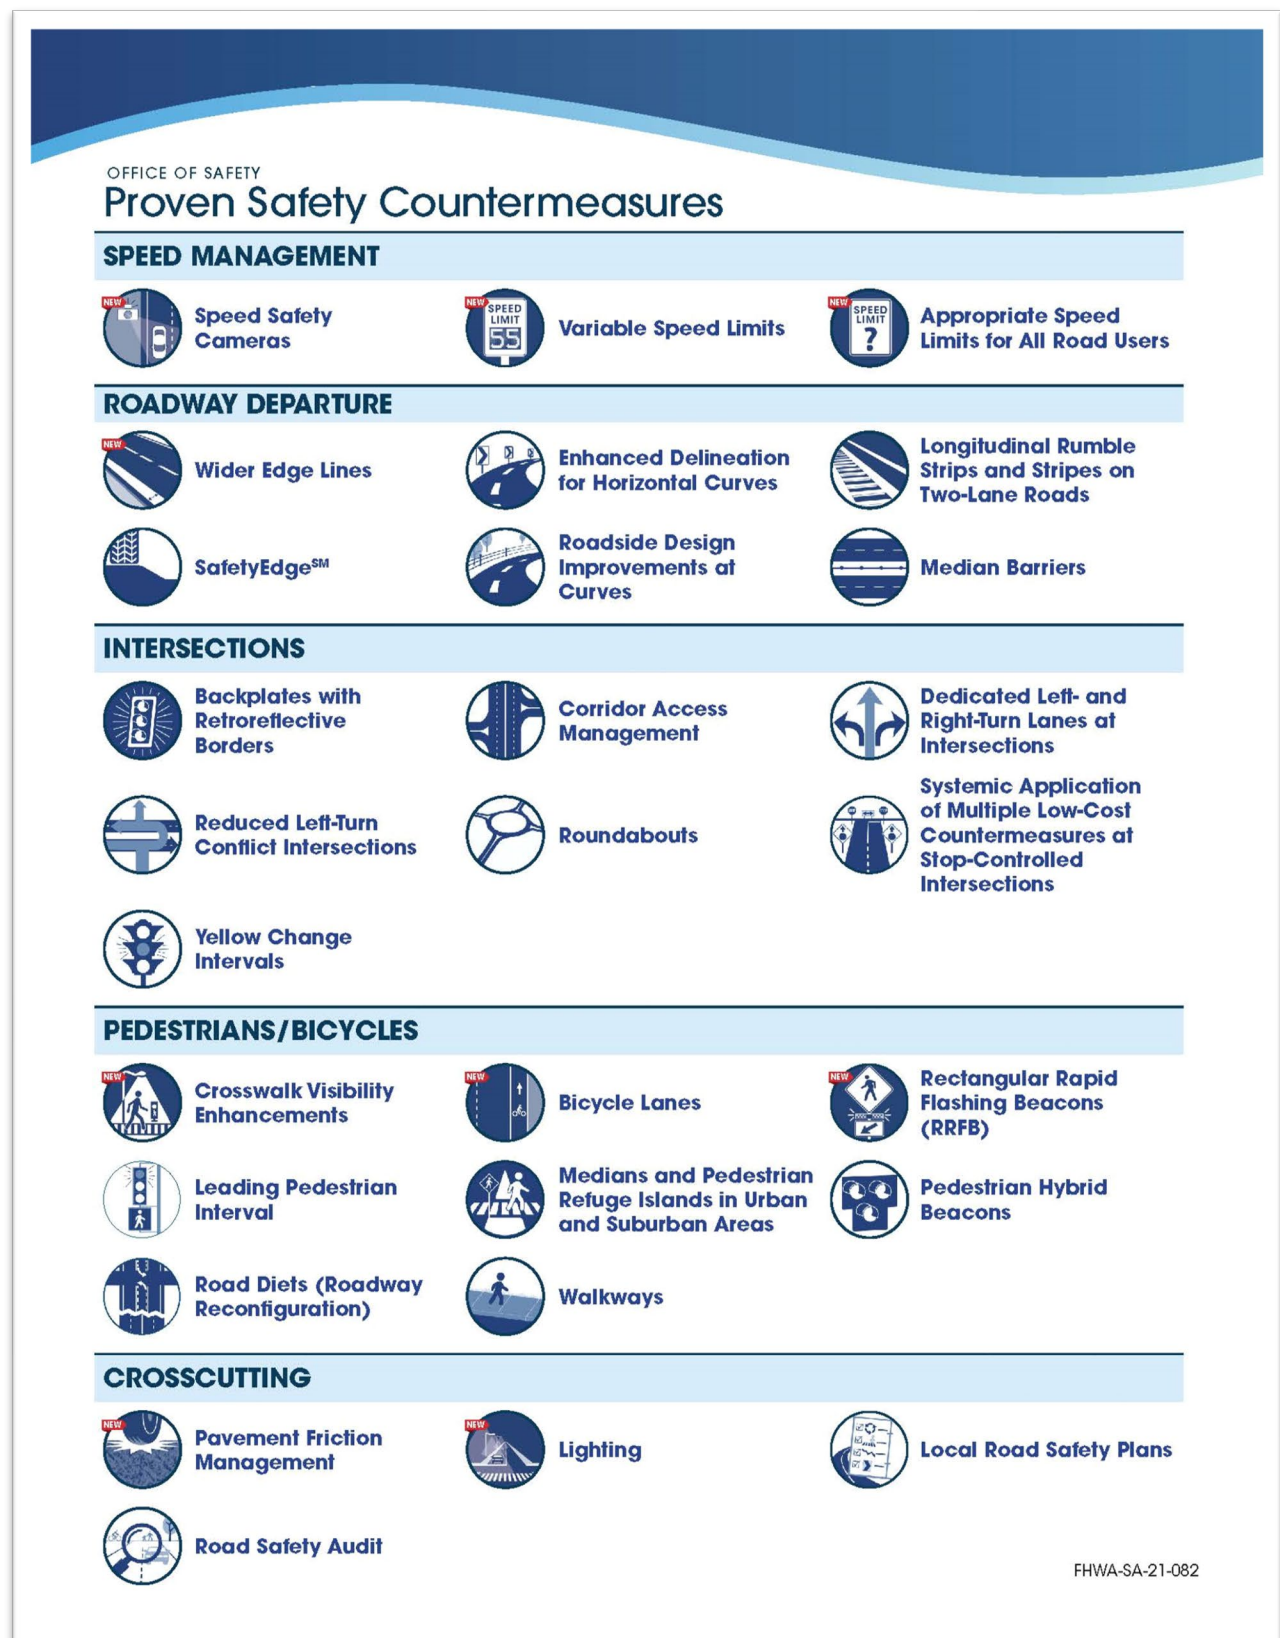 OFFICE OF SAFETY
Proven Safety Countermeasures
SPEED MANAGEMENT
NEW
Speed Safety
Cameras
NEW
SPEED
LIMIT
55
Variable Speed Limits
NEW
SPEED
LIMIT
?
Appropriate Speed
Limits for All Road Users
ROADWAY DEPARTURE
NEW
Wider Edge Lines
Enhanced Delineation
for Horizontal Curves
Longitudinal Rumble
Strips and Stripes on
Two-Lane Roads
SafetyEdge℠
Roadside Design
Improvements at
Curves
Median Barriers
INTERSECTIONS
Backplates with
Retroreflective
Borders
Corridor Access
Management
Dedicated Left- and
Right-Turn Lanes at
Intersections
Reduced Left-Turn
Conflict Intersections
Roundabouts
Systemic Application
of Multiple Low-Cost
Countermeasures at
Stop-Controlled
Intersections
Yellow Change
Intervals
PEDESTRIANS/BICYCLES
NEW
Crosswalk Visibility
Enhancements
NEW
Bicycle Lanes
NEW
Rectangular Rapid
Flashing Beacons
(RRFB)
Leading Pedestrian
Interval
Medians and Pedestrian
Refuge Islands in Urban
and Suburban Areas
Pedestrian Hybrid
Beacons
Road Diets (Roadway
Reconfiguration)
Walkways
CROSSCUTTING
NEW
Pavement Friction
Management
NEW
Lighting
Local Road Safety Plans
Road Safety Audit
FHWA-SA-21-082